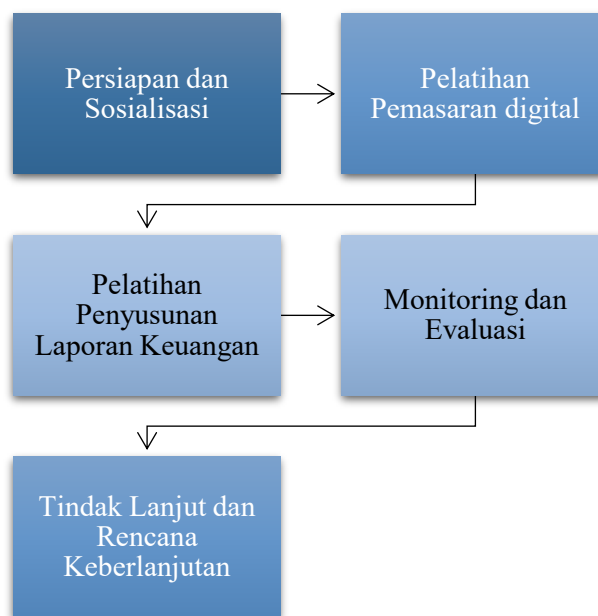 Persiapan dan
Sosialisasi
Pelatihan
Pemasaran digital
Pelatihan
Penyusunan
Laporan Keuangan
Monitoring dan
Evaluasi
Tindak Lanjut dan
Rencana
Keberlanjutan